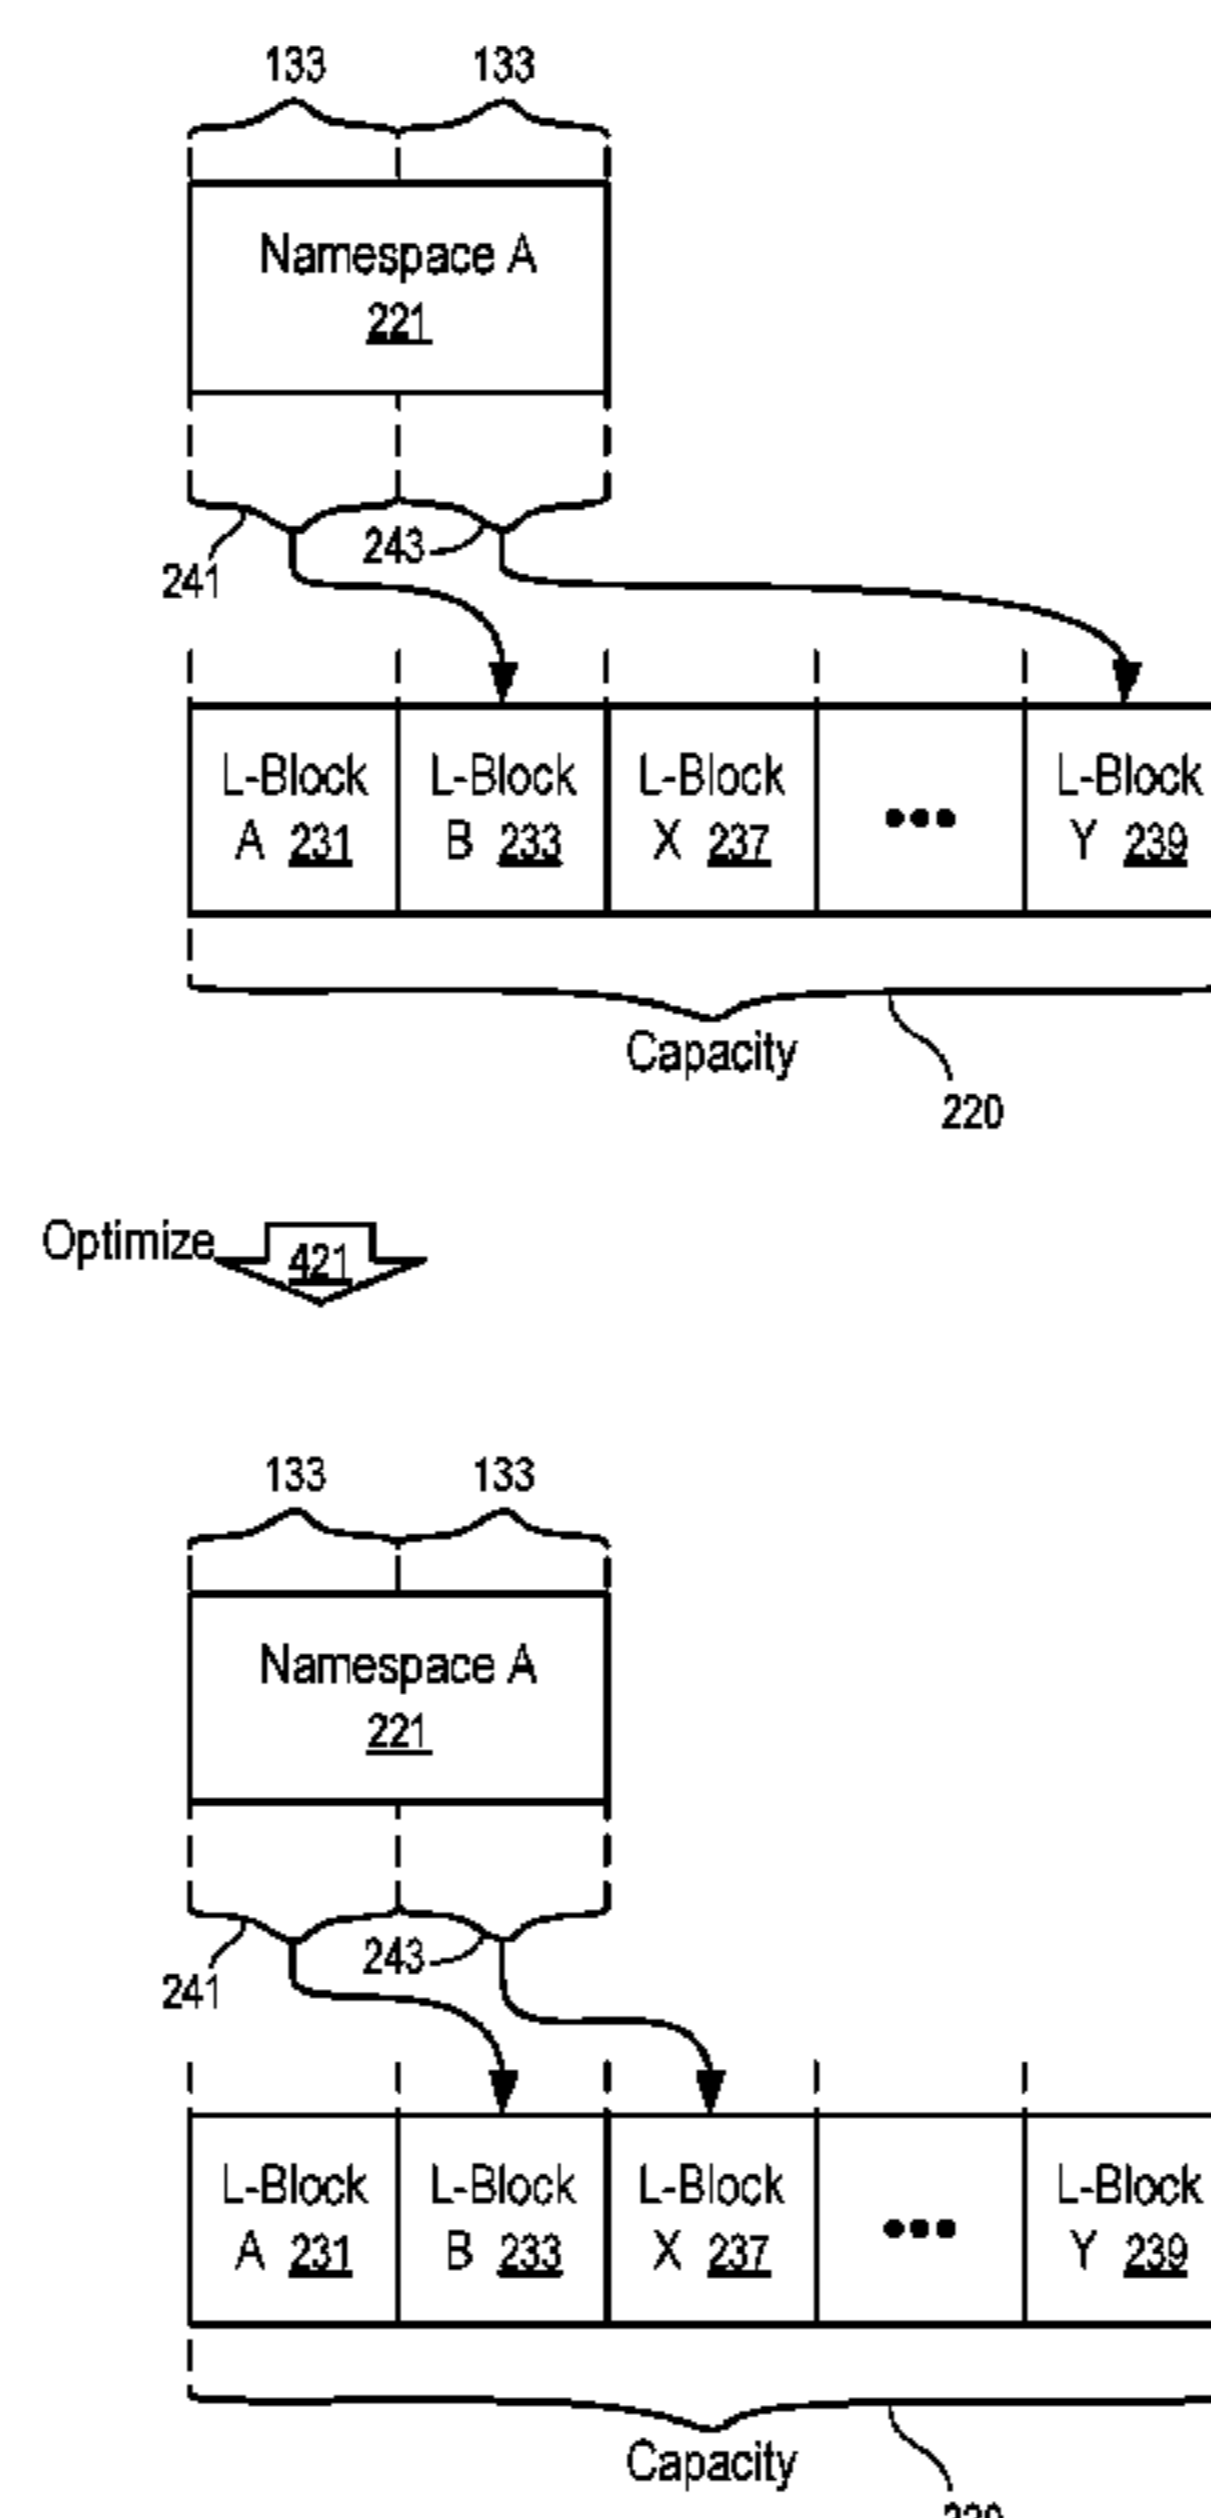 133 133
Namespace A
221
241 243
L-Block L-Block L-Block L-Block
A 231 B 233 X 237 ●●● Y 239
Capacity
220
Optimize 421
133 133
Namespace A
221
241 243
L-Block L-Block L-Block L-Block
A 231 B 233 X 237 ●●● Y 239
Capacity